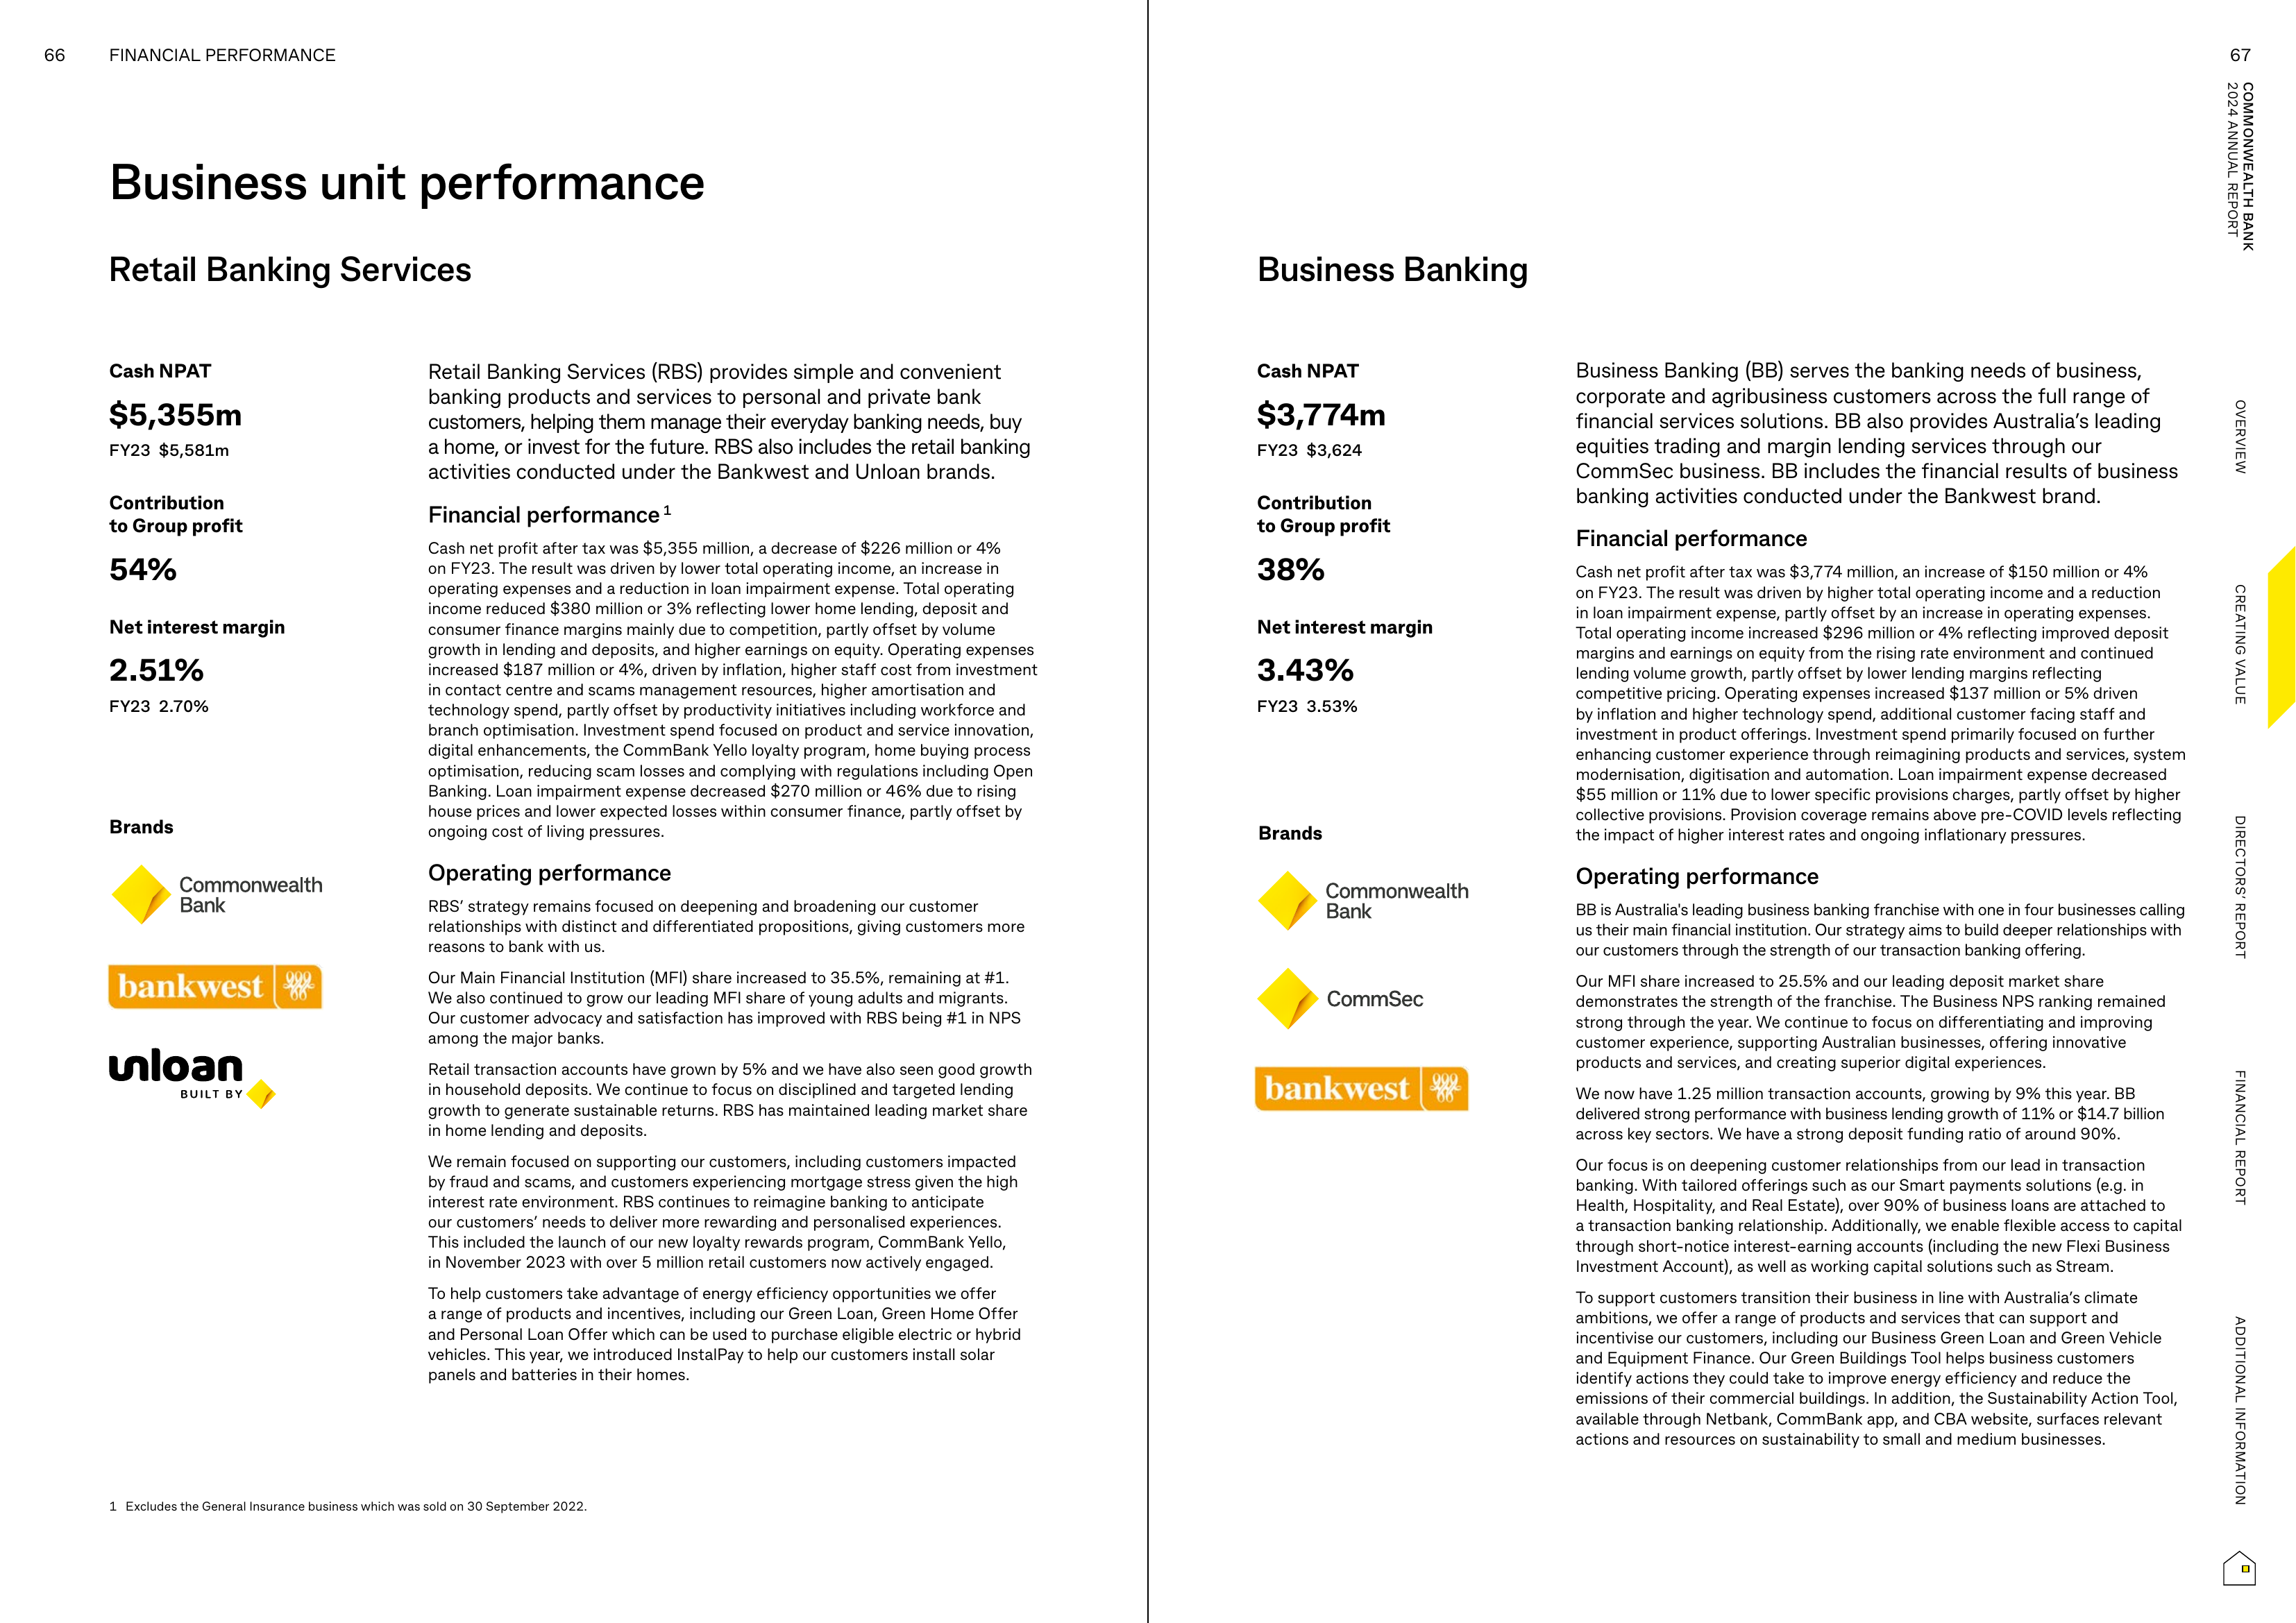 66
FINANCIAL PERFORMANCE
Business unit performance
Retail Banking Services
Cash NPAT
$5,355m
FY23 $5,581m
Contribution
to Group profit
54%
Net interest margin
2.51%
FY23 2.70%
Brands
Commonwealth
Bank
bankwest
unloan
BUILT BY
Retail Banking Services (RBS) provides simple and convenient
banking products and services to personal and private bank
customers, helping them manage their everyday banking needs, buy
a home, or invest for the future. RBS also includes the retail banking
activities conducted under the Bankwest and Unloan brands.
Financial performance 1
Cash net profit after tax was $5,355 million, a decrease of $226 million or 4%
on FY23. The result was driven by lower total operating income, an increase in
operating expenses and a reduction in loan impairment expense. Total operating
income reduced $380 million or 3% reflecting lower home lending, deposit and
consumer finance margins mainly due to competition, partly offset by volume
growth in lending and deposits, and higher earnings on equity. Operating expenses
increased $187 million or 4%, driven by inflation, higher staff cost from investment
in contact centre and scams management resources, higher amortisation and
technology spend, partly offset by productivity initiatives including workforce and
branch optimisation. Investment spend focused on product and service innovation,
digital enhancements, the CommBank Yello loyalty program, home buying process
optimisation, reducing scam losses and complying with regulations including Open
Banking. Loan impairment expense decreased $270 million or 46% due to rising
house prices and lower expected losses within consumer finance, partly offset by
ongoing cost of living pressures.
Operating performance
RBS' strategy remains focused on deepening and broadening our customer
relationships with distinct and differentiated propositions, giving customers more
reasons to bank with us.
Our Main Financial Institution (MFI) share increased to 35.5%, remaining at #1.
We also continued to grow our leading MFI share of young adults and migrants.
Our customer advocacy and satisfaction has improved with RBS being #1 in NPS
among the major banks.
Retail transaction accounts have grown by 5% and we have also seen good growth
in household deposits. We continue to focus on disciplined and targeted lending
growth to generate sustainable returns. RBS has maintained leading market share
in home lending and deposits.
We remain focused on supporting our customers, including customers impacted
by fraud and scams, and customers experiencing mortgage stress given the high
interest rate environment. RBS continues to reimagine banking to anticipate
our customers' needs to deliver more rewarding and personalised experiences.
This included the launch of our new loyalty rewards program, CommBank Yello,
in November 2023 with over 5 million retail customers now actively engaged.
To help customers take advantage of energy efficiency opportunities we offer
a range of products and incentives, including our Green Loan, Green Home Offer
and Personal Loan Offer which can be used to purchase eligible electric or hybrid
vehicles. This year, we introduced InstalPay to help our customers install solar
panels and batteries in their homes.
1 Excludes the General Insurance business which was sold on 30 September 2022.
67
Business Banking
Cash NPAT
$3,774m
FY23 $3,624
Contribution
to Group profit
38%
Net interest margin
3.43%
FY23 3.53%
Brands
Commonwealth
Bank
CommSec
bankwest
Business Banking (BB) serves the banking needs of business,
corporate and agribusiness customers across the full range of
financial services solutions. BB also provides Australia's leading
equities trading and margin lending services through our
CommSec business. BB includes the financial results of business
banking activities conducted under the Bankwest brand.
Financial performance
Cash net profit after tax was $3,774 million, an increase of $150 million or 4%
on FY23. The result was driven by higher total operating income and a reduction
in loan impairment expense, partly offset by an increase in operating expenses.
Total operating income increased $296 million or 4% reflecting improved deposit
margins and earnings on equity from the rising rate environment and continued
lending volume growth, partly offset by lower lending margins reflecting
competitive pricing. Operating expenses increased $137 million or 5% driven
by inflation and higher technology spend, additional customer facing staff and
investment in product offerings. Investment spend primarily focused on further
enhancing customer experience through reimagining products and services, system
modernisation, digitisation and automation. Loan impairment expense decreased
$55 million or 11% due to lower specific provisions charges, partly offset by higher
collective provisions. Provision coverage remains above pre-COVID levels reflecting
the impact of higher interest rates and ongoing inflationary pressures.
Operating performance
BB is Australia's leading business banking franchise with one in four businesses calling
us their main financial institution. Our strategy aims to build deeper relationships with
our customers through the strength of our transaction banking offering.
Our MFI share increased to 25.5% and our leading deposit market share
demonstrates the strength of the franchise. The Business NPS ranking remained
strong through the year. We continue to focus on differentiating and improving
customer experience, supporting Australian businesses, offering innovative
products and services, and creating superior digital experiences.
We now have 1.25 million transaction accounts, growing by 9% this year. BB
delivered strong performance with business lending growth of 11% or $14.7 billion
across key sectors. We have a strong deposit funding ratio of around 90%.
Our focus is on deepening customer relationships from our lead in transaction
banking. With tailored offerings such as our Smart payments solutions (e.g. in
Health, Hospitality, and Real Estate), over 90% of business loans are attached to
a transaction banking relationship. Additionally, we enable flexible access to capital
through short-notice interest-earning accounts (including the new Flexi Business
Investment Account), as well as working capital solutions such as Stream.
To support customers transition their business in line with Australia's climate
ambitions, we offer a range of products and services that can support and
incentivise our customers, including our Business Green Loan and Green Vehicle
and Equipment Finance. Our Green Buildings Tool helps business customers
identify actions they could take to improve energy efficiency and reduce the
emissions of their commercial buildings. In addition, the Sustainability Action Tool,
available through Netbank, CommBank app, and CBA website, surfaces relevant
actions and resources on sustainability to small and medium businesses.
COMMONWEALTH BANK
2024 ANNUAL REPORT
OVERVIEW
CREATING VALUE
DIRECTORS' REPORT
FINANCIAL REPORT
ADDITIONAL INFORMATION